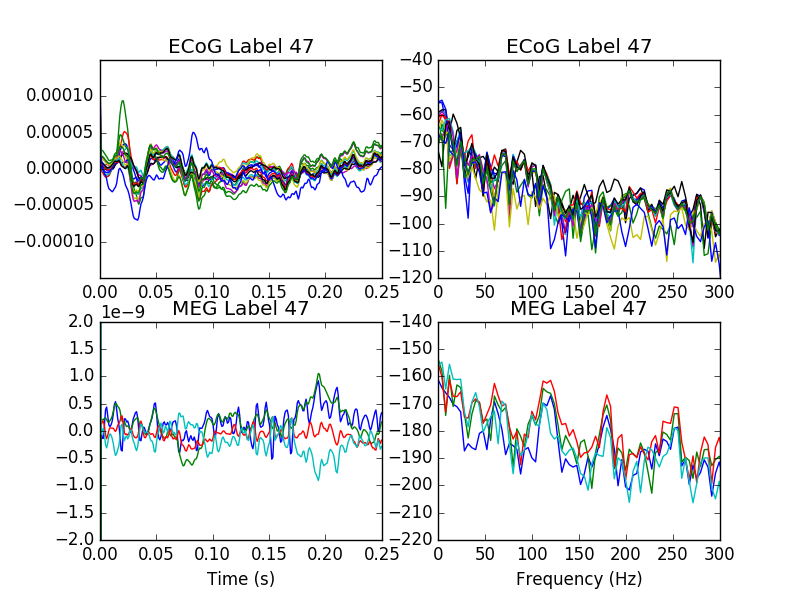 ECoG Label 47
0.00010
0.00005
0.00000
−0.00005
−0.00010
0.00 0.05 0.10 0.15 0.20 0.25
ECoG Label 47
−40
−50
−60
−70
−80
−90
−100
−110
−120
0 50 100 150 200 250 300
MEG Label 47
1e−9
2.0
1.5
1.0
0.5
0.0
−0.5
−1.0
−1.5
−2.0
0.00 0.05 0.10 0.15 0.20 0.25
Time (s)
MEG Label 47
−140
−150
−160
−170
−180
−190
−200
−210
−220
0 50 100 150 200 250 300
Frequency (Hz)